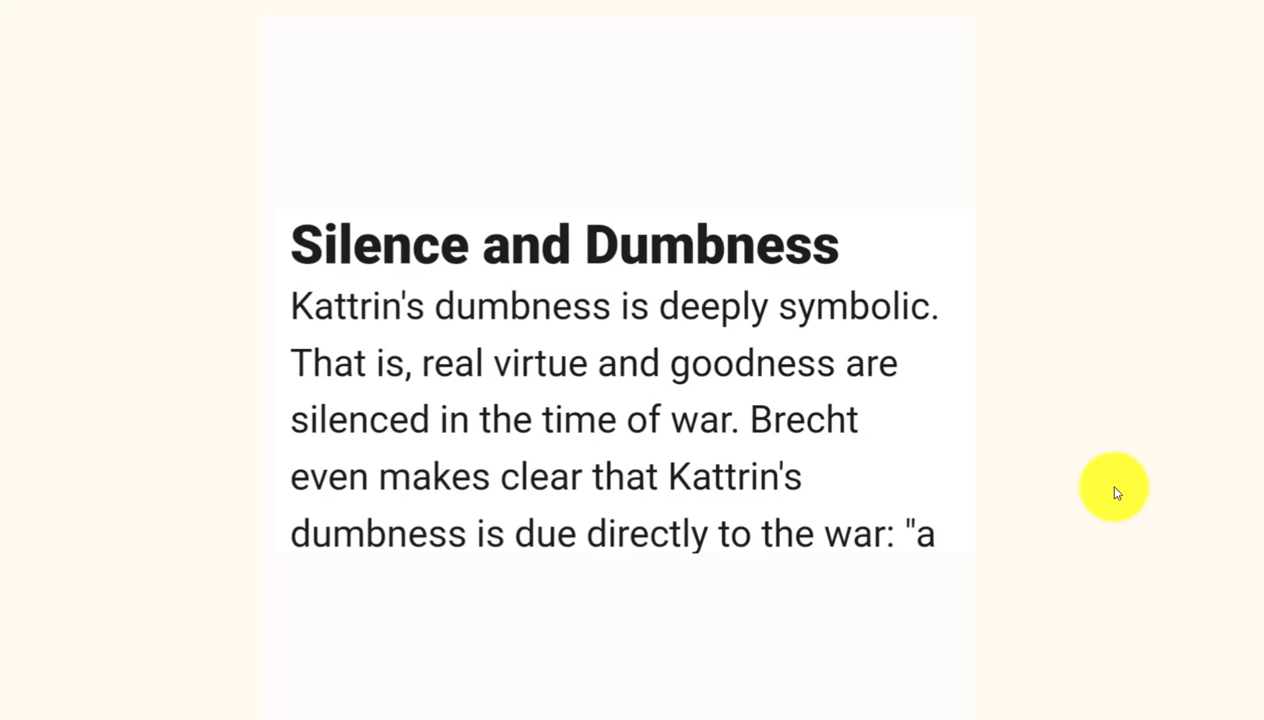 Silence and Dumbness
Kattrin's dumbness is deeply symbolic.
That is, real virtue and goodness are
silenced in the time of war. Brecht
even makes clear that Kattrin's
dumbness is due directly to the war: "a